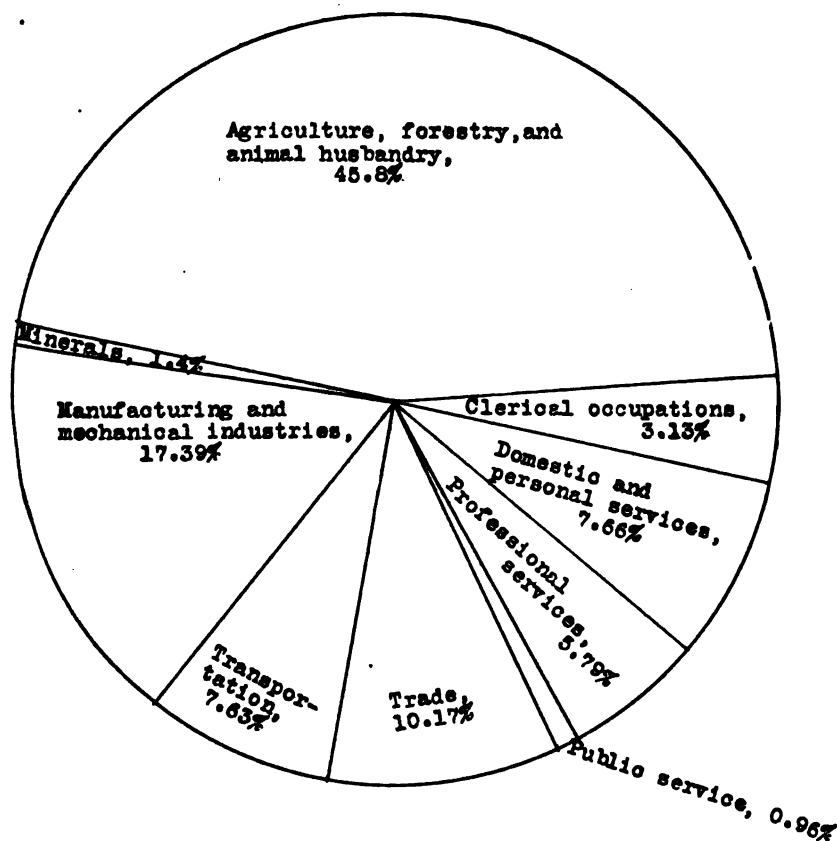 Agriculture, forestry,and
animal husbandry,
45.8%
Minerals, 1.4%
Manufacturing and
mechanical industries,
17.39%
Clerical occupations,
3.13%
Domestic and
personal services,
7.66%
Professional
services,
5.79%
Transpor-
tation,
7.63%
Trade,
10.17%
Public service, 0.96%